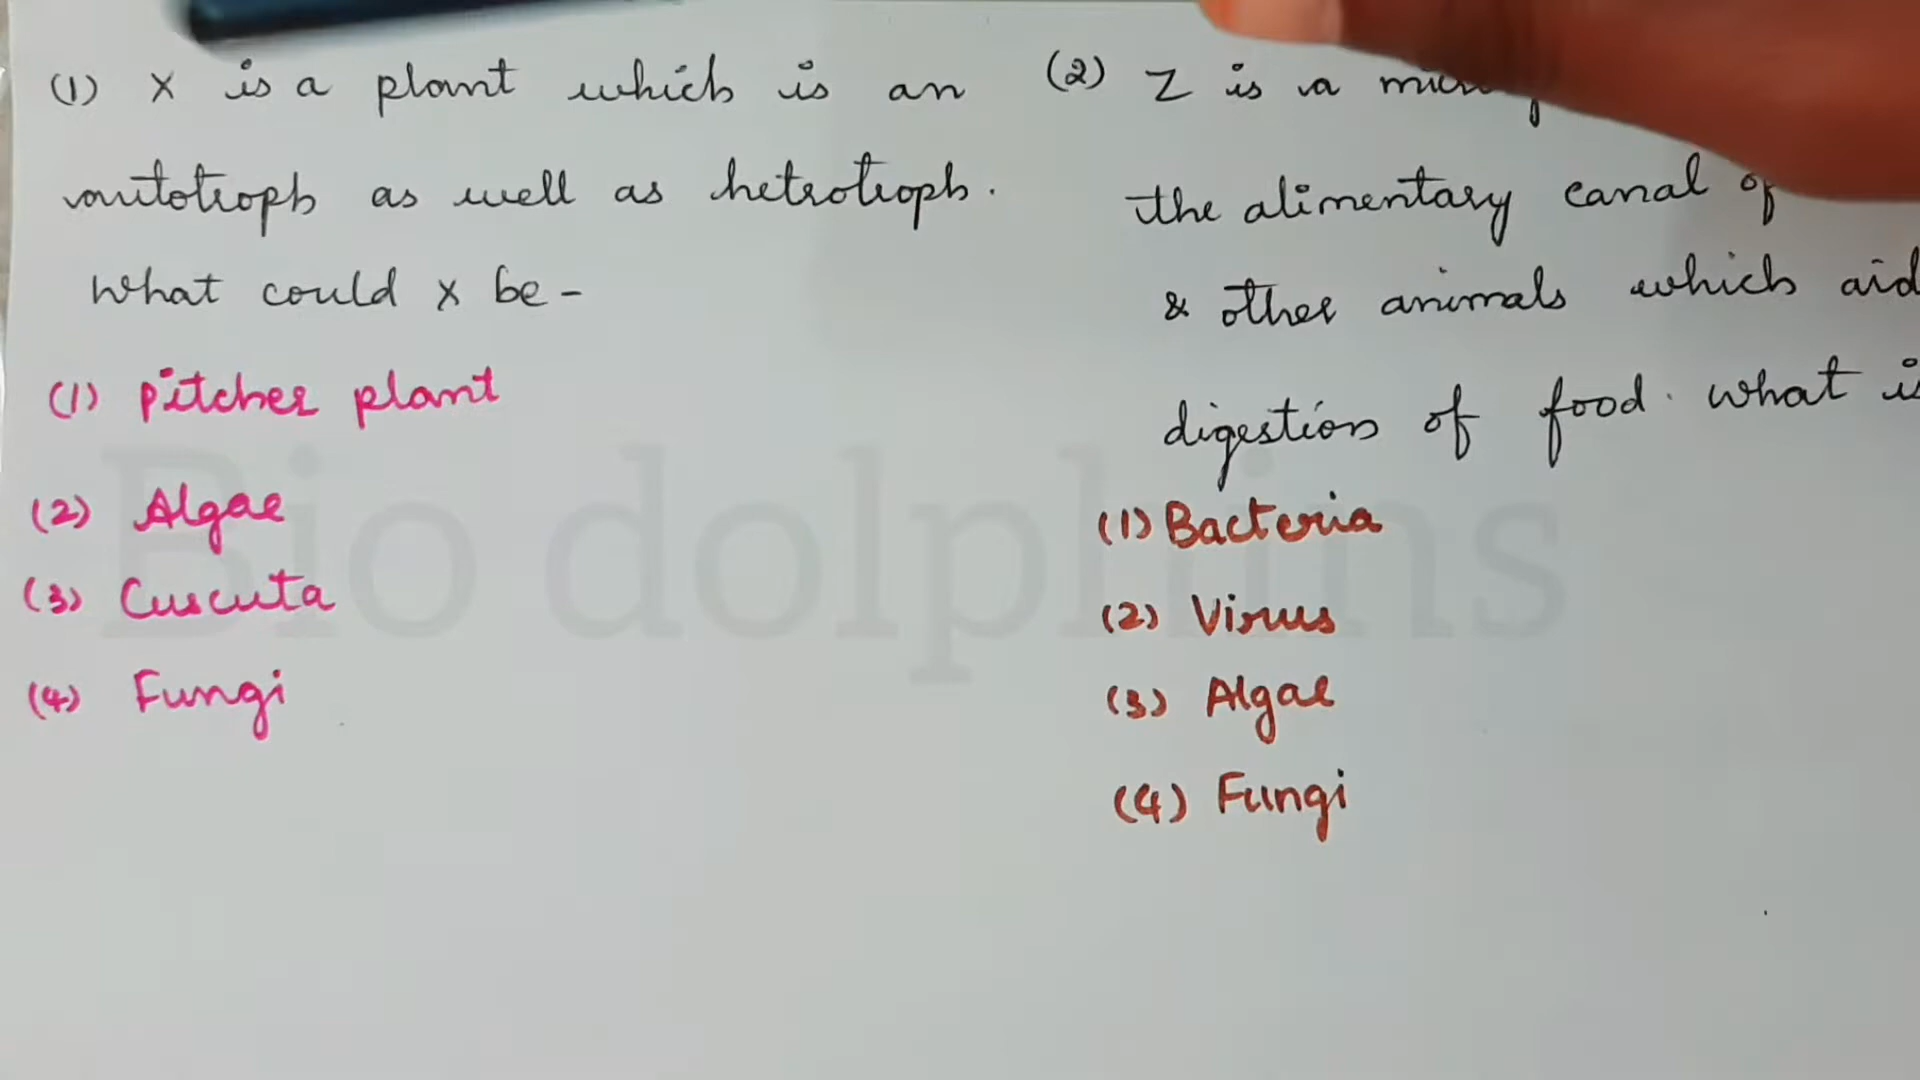 (1) X is a plant which is an
autotroph as well as hetrotroph.
What could x be -
(1) Pitcher plant
(2) Algae
(3) Cuscuta
(4) Fungi
(2) Z is a
the alimentary canal of
& other animals which aid
digestion of food. what is
(1) Bacteria
(2) Virus
(3) Algae
(4) Fungi
Bio dolphins